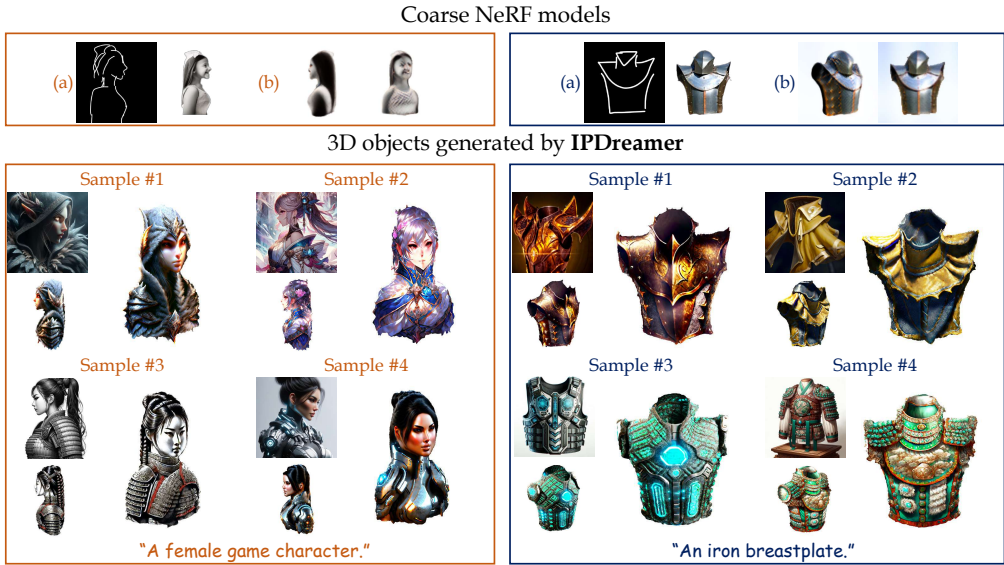 Coarse NeRF models
(a) (b) (a) (b)
3D objects generated by IPDreamer
Sample #1 Sample #2 Sample #1 Sample #2
Sample #3 Sample #4 Sample #3 Sample #4
“A female game character.” “An iron breastplate.”